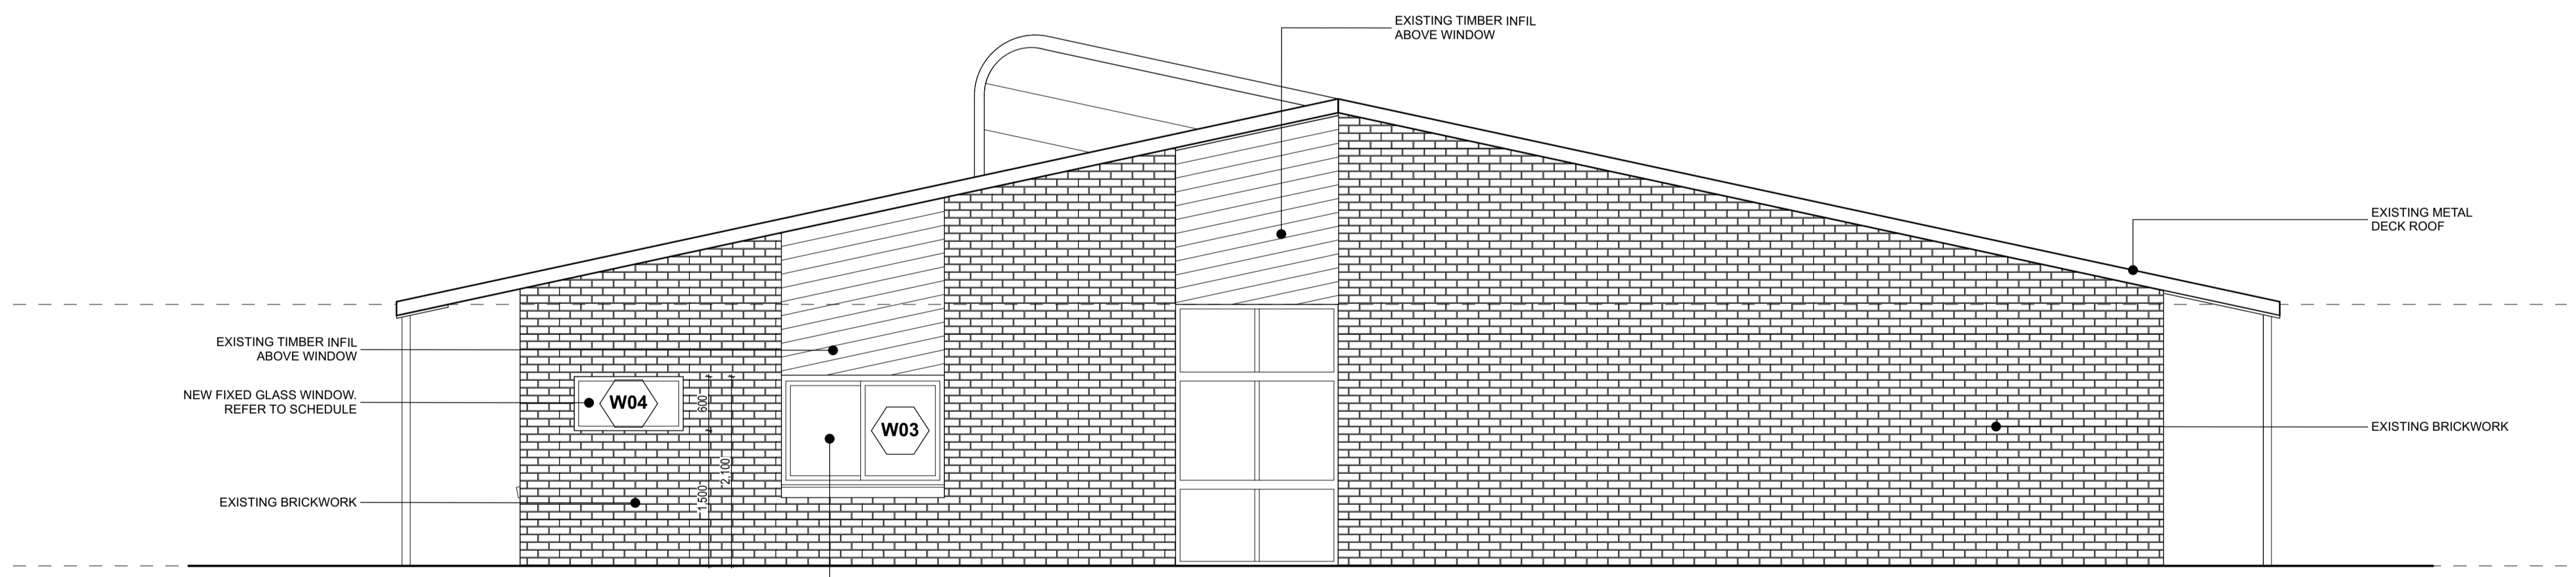 EXISTING TIMBER INFIL
ABOVE WINDOW
EXISTING METAL
DECK ROOF
EXISTING TIMBER INFIL
ABOVE WINDOW
NEW FIXED GLASS WINDOW.
REFER TO SCHEDULE
W04
600
W03
EXISTING BRICKWORK
2,100
1,500
EXISTING BRICKWORK